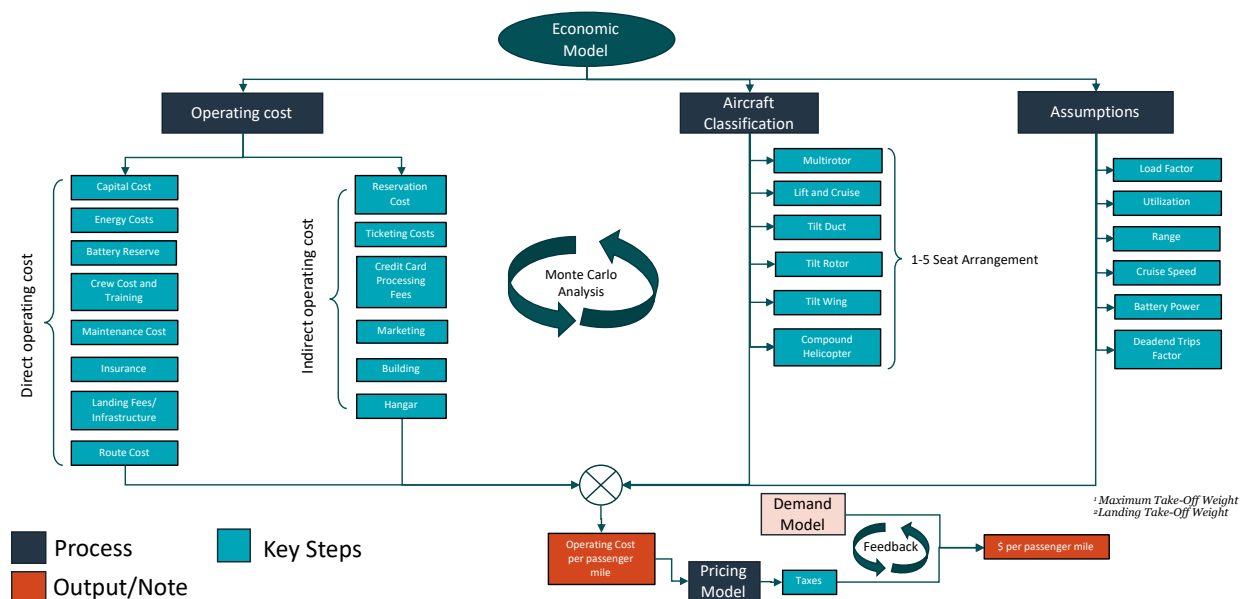 Economic
Model
Operating cost
Aircraft
Classification
Assumptions
Direct operating cost
Capital Cost
Energy Costs
Battery Reserve
Crew Cost and
Training
Maintenance Cost
Insurance
Landing Fees/
Infrastructure
Route Cost
Indirect operating cost
Reservation
Cost
Ticketing Costs
Credit Card
Processing
Fees
Marketing
Building
Hangar
Monte Carlo
Analysis
Multirotor
Lift and Cruise
Tilt Duct
Tilt Rotor
Tilt Wing
Compound
Helicopter
1-5 Seat Arrangement
Load Factor
Utilization
Range
Cruise Speed
Battery Power
Deadend Trips
Factor
¹ Maximum Take-Off Weight
²Landing Take-Off Weight
Demand
Model
Operating Cost
per passenger
mile
Pricing
Model
Taxes
Feedback
$ per passenger mile
Process
Key Steps
Output/Note